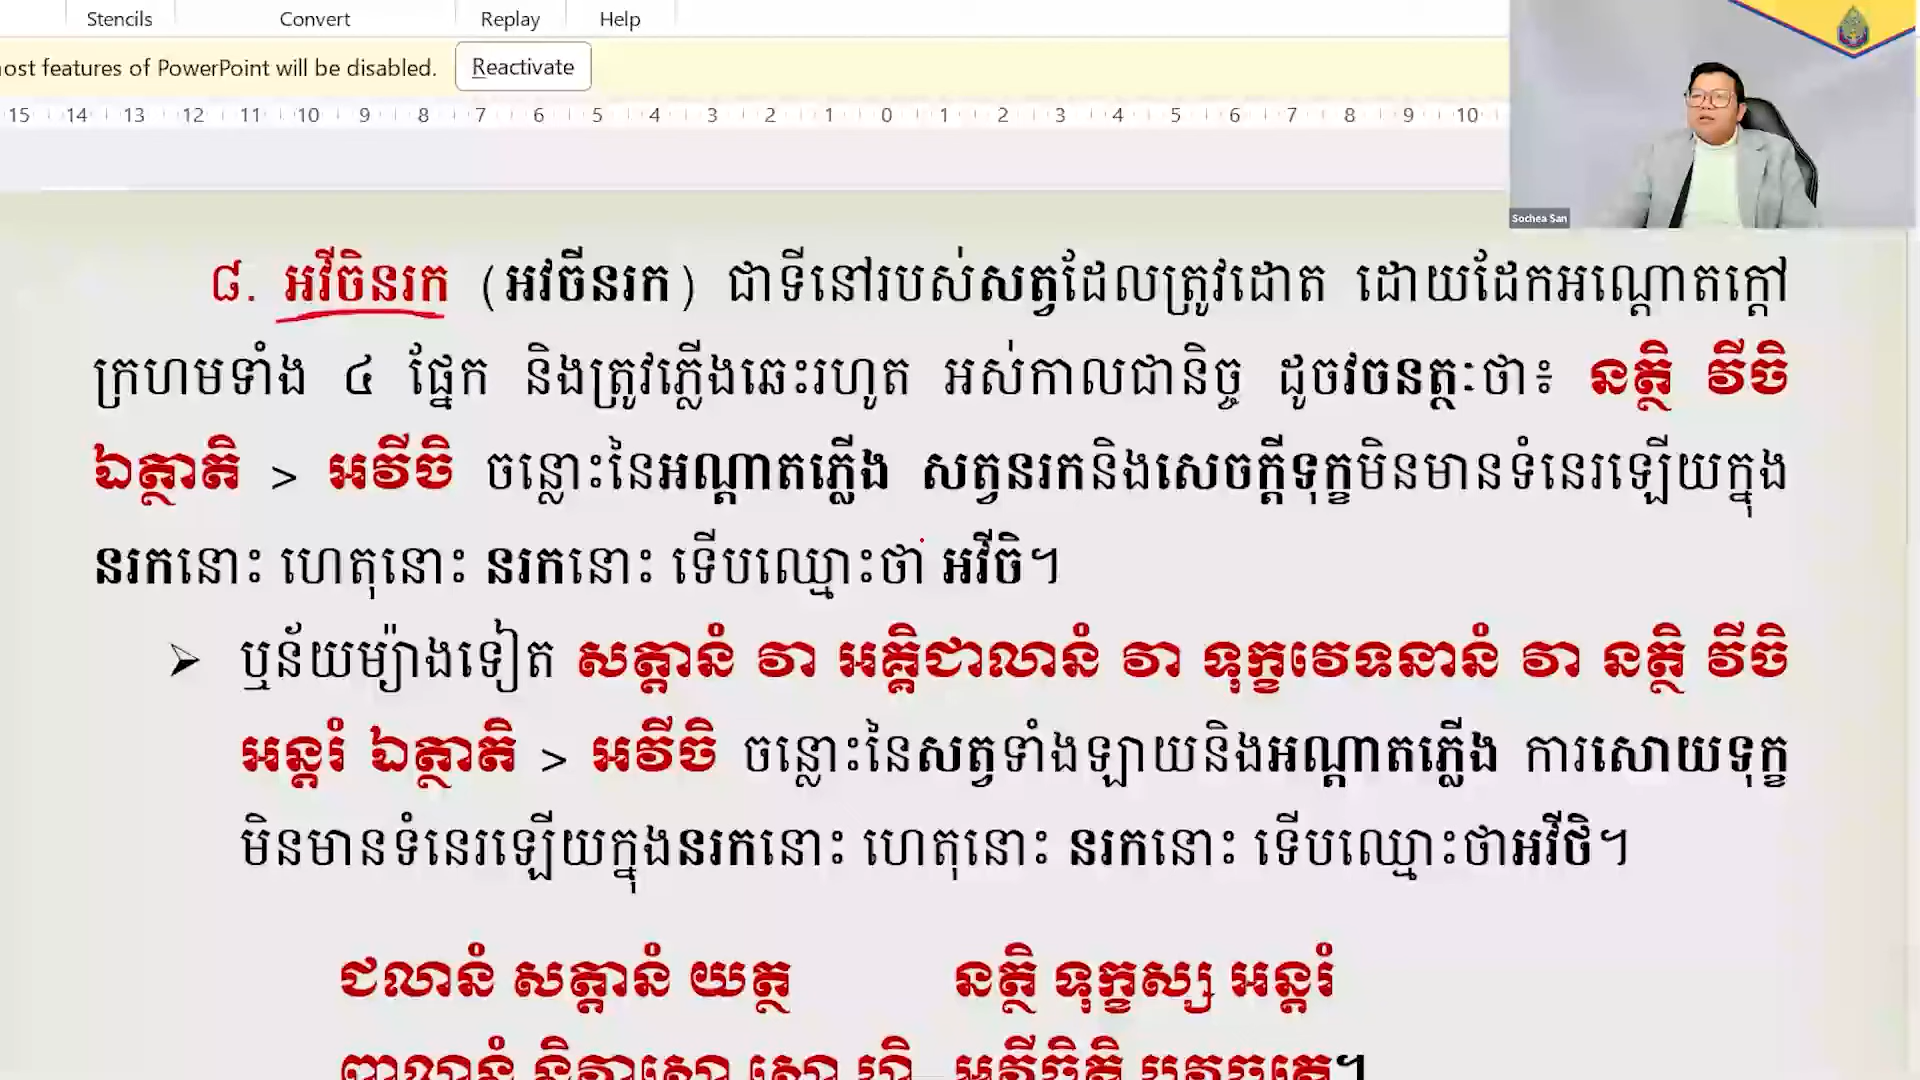 Stencils Convert Replay Help
ost features of PowerPoint will be disabled. Reactivate
15 14 13 12 11 10 9 8 7 6 5 4 3 2 1 0 1 2 3 4 5 6 7 8 9 10
Sochea San
៨. អវីចិនរក (អវចីនរក) ជាទីនៅរបស់សត្វដែលត្រូវដោត ដោយដែកអណ្តោតក្តៅ
ក្រហមទាំង ៤ ផ្នែក និងត្រូវភ្លើងឆេះរហូត អស់កាលជានិច្ច ដូចវចនត្ថៈថា៖ នត្ថិ វីចិ
ឯត្ថាតិ > អវីចិ ចន្លោះនៃអណ្តាតភ្លើង សត្វនរកនិងសេចក្តីទុក្ខមិនមានទំនេរឡើយក្នុង
នរកនោះ ហេតុនោះ នរកនោះ ទើបឈ្មោះថា អវីចិ។
➢ ឬន័យម្យ៉ាងទៀត សត្តានំ វា អគ្គិជាលានំ វា ទុក្ខវេទនានំ វា នត្ថិ វីចិ
អន្តរំ ឯត្ថាតិ > អវីចិ ចន្លោះនៃសត្វទាំងឡាយនិងអណ្តាតភ្លើង ការសោយទុក្ខ
មិនមានទំនេរឡើយក្នុងនរកនោះ ហេតុនោះ នរកនោះ ទើបឈ្មោះថាអវីថិ។
ជលានំ សត្តានំ យត្ថ នត្ថិ ទុក្ខស្ស អន្តរំ